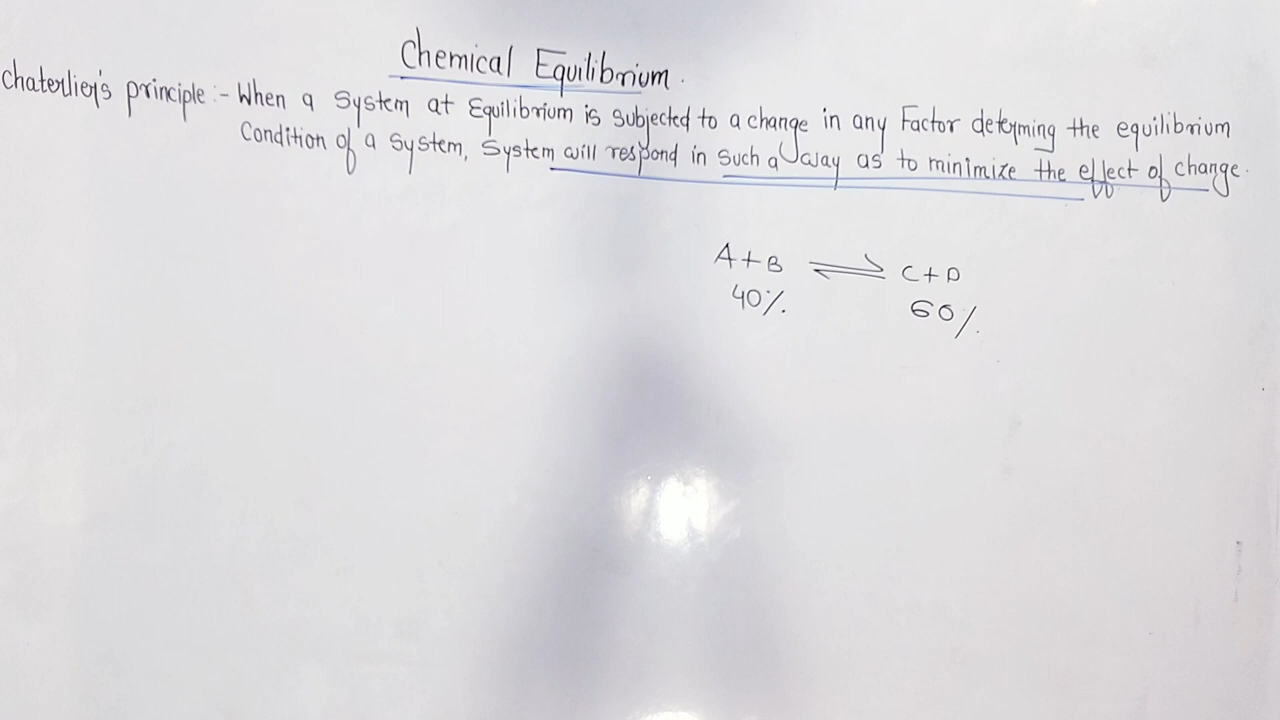 Chemical Equilibrium.
Chaterlier's principle :- When a System at Equilibrium is subjected to a change in any Factor determing the equilibrium
Condition of a system, System will respond in such a way as to minimize the effect of change.
A+B ⇌ C+D
40% 60%